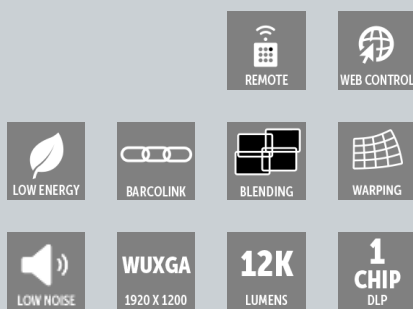 REMOTE
WEB CONTROL
LOW ENERGY
BARCOLINK
BLENDING
WARPING
LOW NOISE
WUXGA
1920 X 1200
12K
LUMENS
1
CHIP
DLP